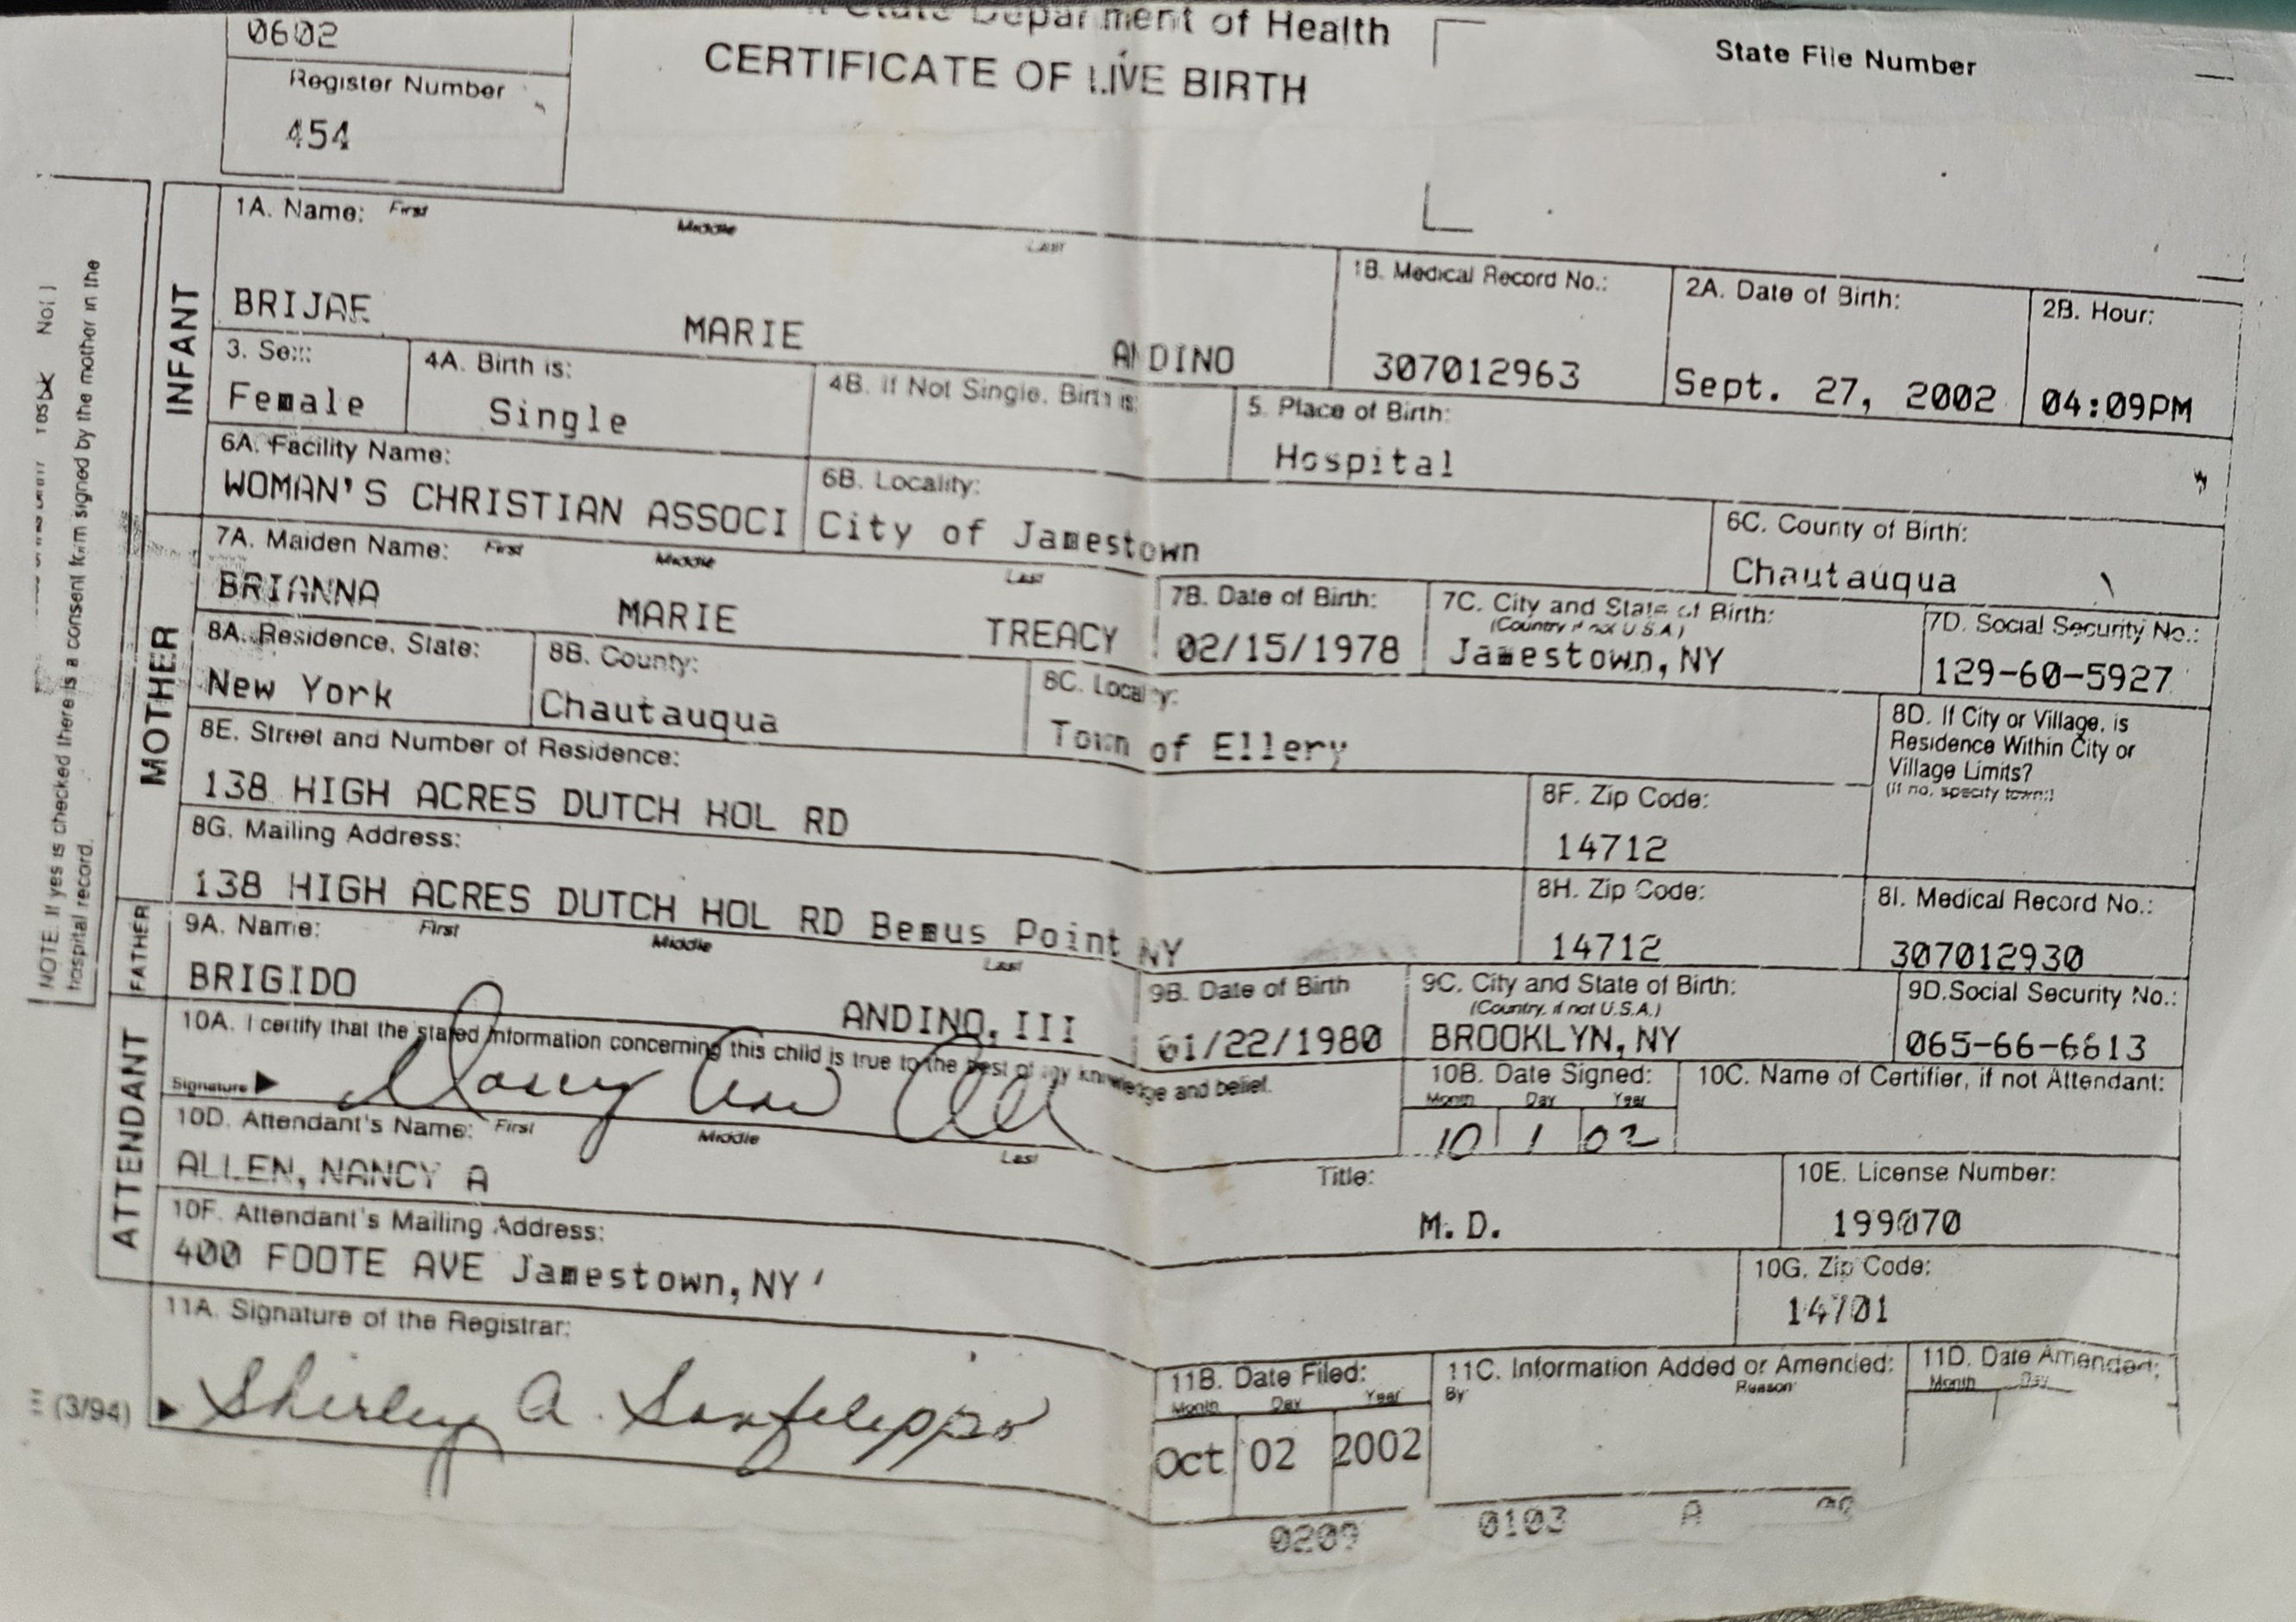 State Department of Health
CERTIFICATE OF LIVE BIRTH
State File Number
0602
Register Number
454
INFANT
1A. Name: First Middle Last
BRIJAE MARIE ANDINO
1B. Medical Record No.:
307012963
2A. Date of Birth:
Sept. 27, 2002
2B. Hour:
04:09PM
3. Sex:
Female
4A. Birth is:
Single
4B. If Not Single, Birth is:
5. Place of Birth:
Hospital
6A. Facility Name:
WOMAN'S CHRISTIAN ASSOCI
6B. Locality:
City of Jamestown
6C. County of Birth:
Chautauqua
MOTHER
7A. Maiden Name: First Middle Last
BRIANNA MARIE TREACY
7B. Date of Birth:
02/15/1978
7C. City and State of Birth:
(Country if not U.S.A.)
Jamestown, NY
7D. Social Security No.:
129-60-5927
8A. Residence, State:
New York
8B. County:
Chautauqua
8C. Locality:
Town of Ellery
8D. If City or Village, is
Residence Within City or
Village Limits?
(If no, specify town:)
8E. Street and Number of Residence:
138 HIGH ACRES DUTCH HOL RD
8F. Zip Code:
14712
8G. Mailing Address:
138 HIGH ACRES DUTCH HOL RD Bemus Point NY
8H. Zip Code:
14712
8I. Medical Record No.:
307012930
FATHER
9A. Name: First Middle Last
BRIGIDO ANDINO, III
9B. Date of Birth
01/22/1980
9C. City and State of Birth:
(Country, if not U.S.A.)
BROOKLYN, NY
9D. Social Security No.:
065-66-6613
ATTENDANT
10A. I certify that the stated information concerning this child is true to the best of my knowledge and belief.
Signature ►
10B. Date Signed:
Month Day Year
10 1 02
10C. Name of Certifier, if not Attendant:
10D. Attendant's Name: First Middle Last
ALLEN, NANCY A
Title:
M.D.
10E. License Number:
199070
10F. Attendant's Mailing Address:
400 FOOTE AVE Jamestown, NY
10G. Zip Code:
14701
11A. Signature of the Registrar:
► Shirley A. Sanfilippo
11B. Date Filed:
Month Day Year
Oct 02 2002
11C. Information Added or Amended:
By Reason
11D. Date Amended:
Month Day
(3/94)
0209 0103 A
NOTE: If yes is checked there is a consent form signed by the mother in the
hospital record.